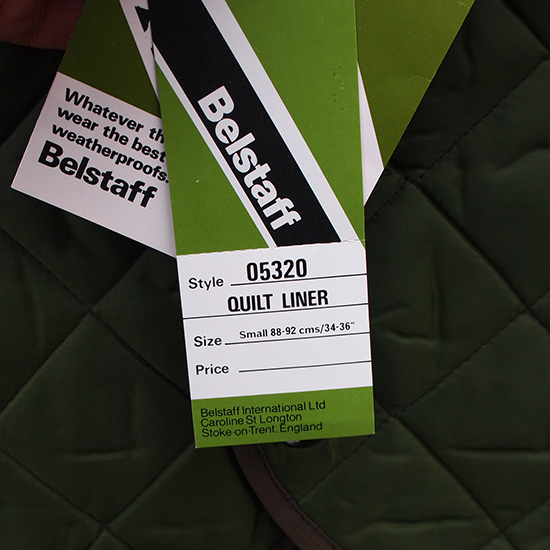 Whatever
wear the best
weatherproofs.
Belstaff
Belstaff
Style 05320
QUILT LINER
Size Small 88-92 cms/34-36"
Price
Belstaff International Ltd
Caroline St Longton
Stoke-on-Trent. England